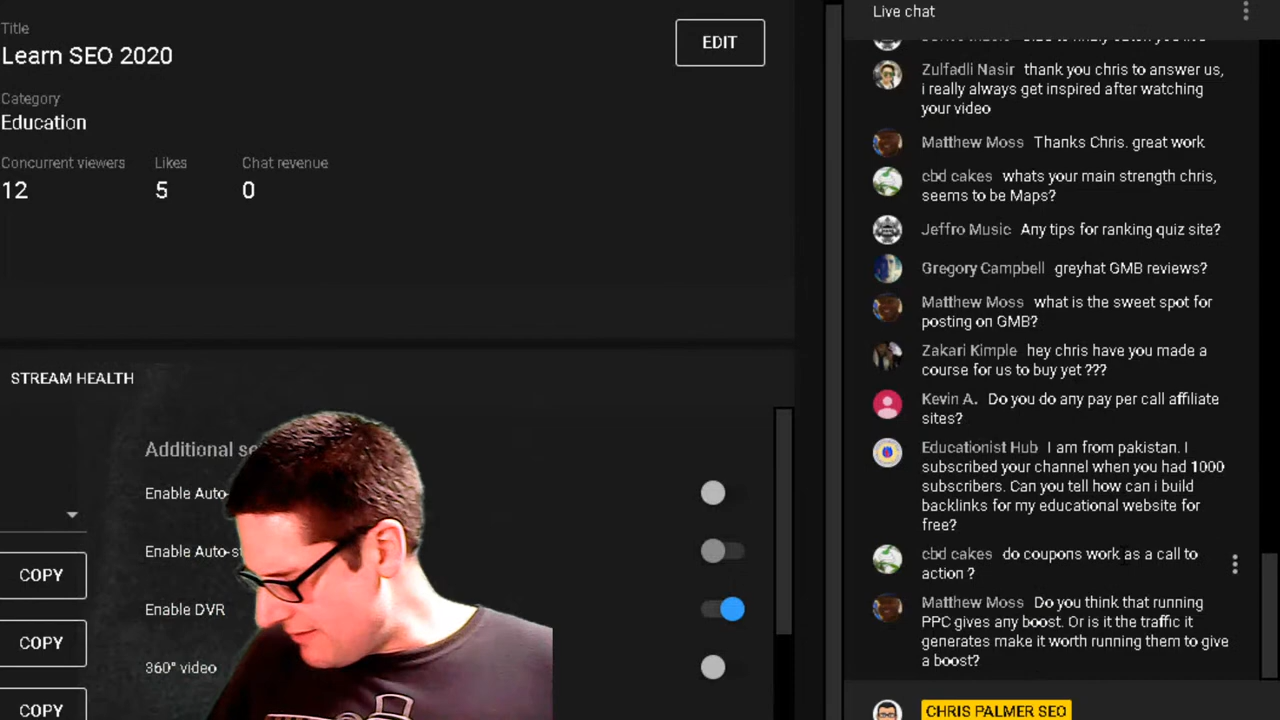 Title
Learn SEO 2020
EDIT
Category
Education
Concurrent viewers
Likes
Chat revenue
12
5
0
STREAM HEALTH
Additional se
Enable Auto-
Enable Auto-s
Enable DVR
360° video
COPY
COPY
COPY
Live chat
Zulfadli Nasir thank you chris to answer us,
i really always get inspired after watching
your video
Matthew Moss Thanks Chris. great work
cbd cakes whats your main strength chris,
seems to be Maps?
Jeffro Music Any tips for ranking quiz site?
Gregory Campbell greyhat GMB reviews?
Matthew Moss what is the sweet spot for
posting on GMB?
Zakari Kimple hey chris have you made a
course for us to buy yet ???
Kevin A. Do you do any pay per call affiliate
sites?
Educationist Hub I am from pakistan. I
subscribed your channel when you had 1000
subscribers. Can you tell how can i build
backlinks for my educational website for
free?
cbd cakes do coupons work as a call to
action ?
Matthew Moss Do you think that running
PPC gives any boost. Or is it the traffic it
generates make it worth running them to give
a boost?
CHRIS PALMER SEO